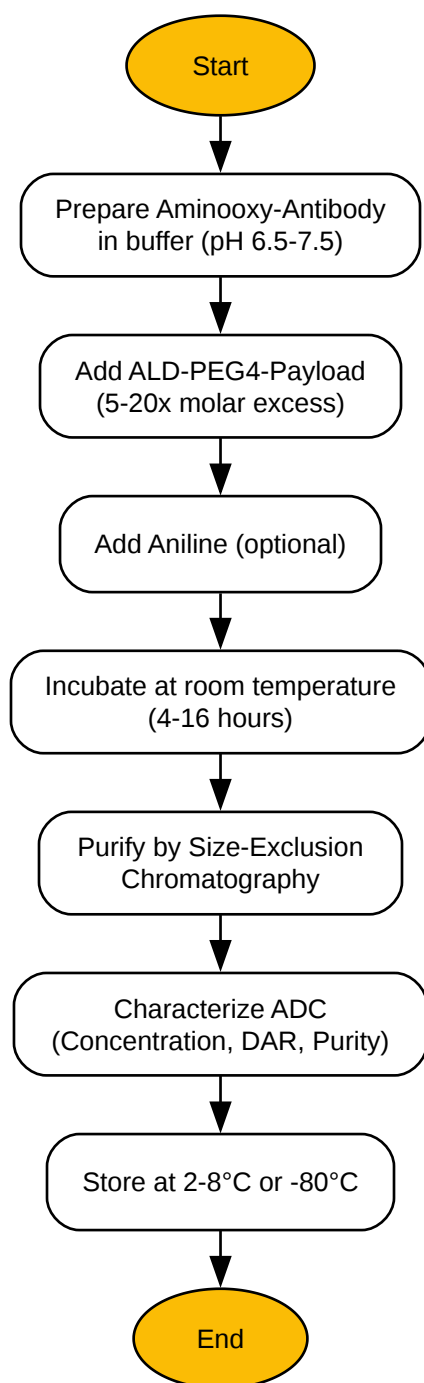 Start
Prepare Aminooxy-Antibody
in buffer (pH 6.5-7.5)
Add ALD-PEG4-Payload
(5-20x molar excess)
Add Aniline (optional)
Incubate at room temperature
(4-16 hours)
Purify by Size-Exclusion
Chromatography
Characterize ADC
(Concentration, DAR, Purity)
Store at 2-8°C or -80°C
End